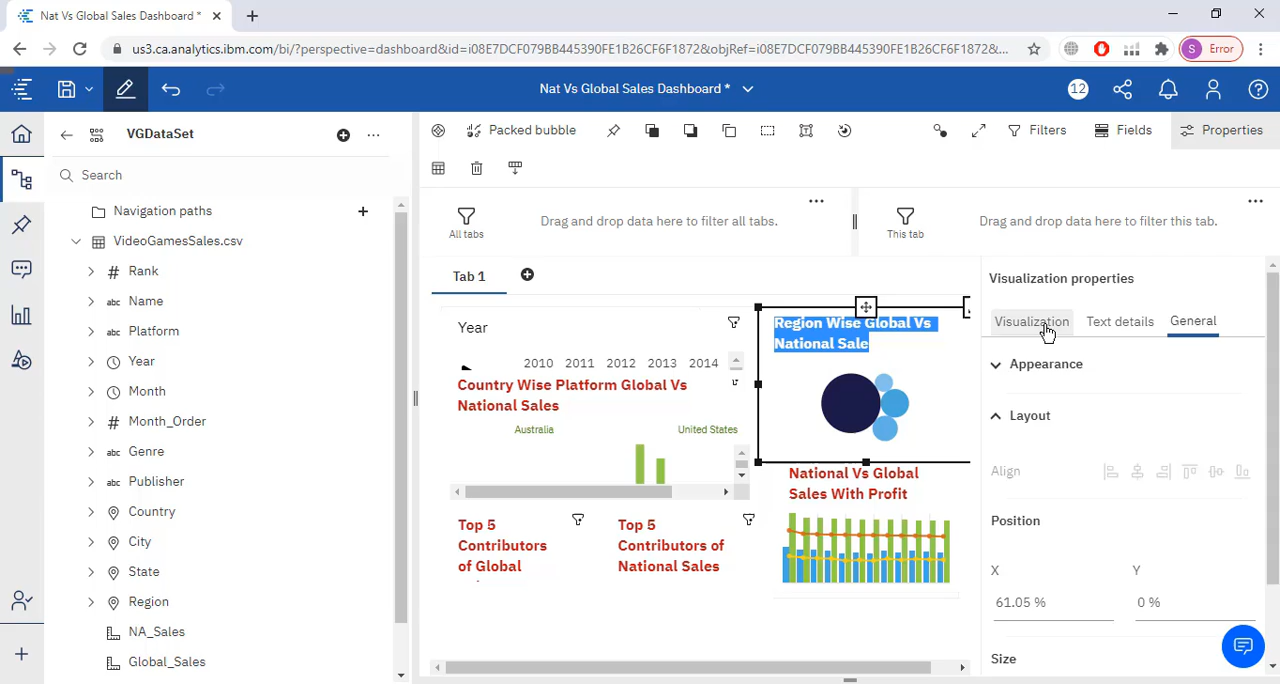 Nat Vs Global Sales Dashboard *
us3.ca.analytics.ibm.com/bi/?perspective=dashboard&id=i08E7DCF079BB445390FE1B26CF6F1872&objRef=i08E7DCF079BB445390FE1B26CF6F1872&...
S Error
Nat Vs Global Sales Dashboard *
12
VGDataSet
Packed bubble
Filters
Fields
Properties
Search
Navigation paths
All tabs
Drag and drop data here to filter all tabs.
This tab
Drag and drop data here to filter this tab.
VideoGamesSales.csv
# Rank
abc Name
abc Platform
Year
Month
# Month_Order
abc Genre
abc Publisher
Country
City
State
Region
NA_Sales
Global_Sales
Tab 1
Year
2010 2011 2012 2013 2014
Country Wise Platform Global Vs
National Sales
Australia United States
Region Wise Global Vs
National Sale
Top 5
Contributors
of Global
Top 5
Contributors of
National Sales
National Vs Global
Sales With Profit
Visualization properties
Visualization Text details General
Appearance
Layout
Align
Position
X Y
61.05 % 0 %
Size